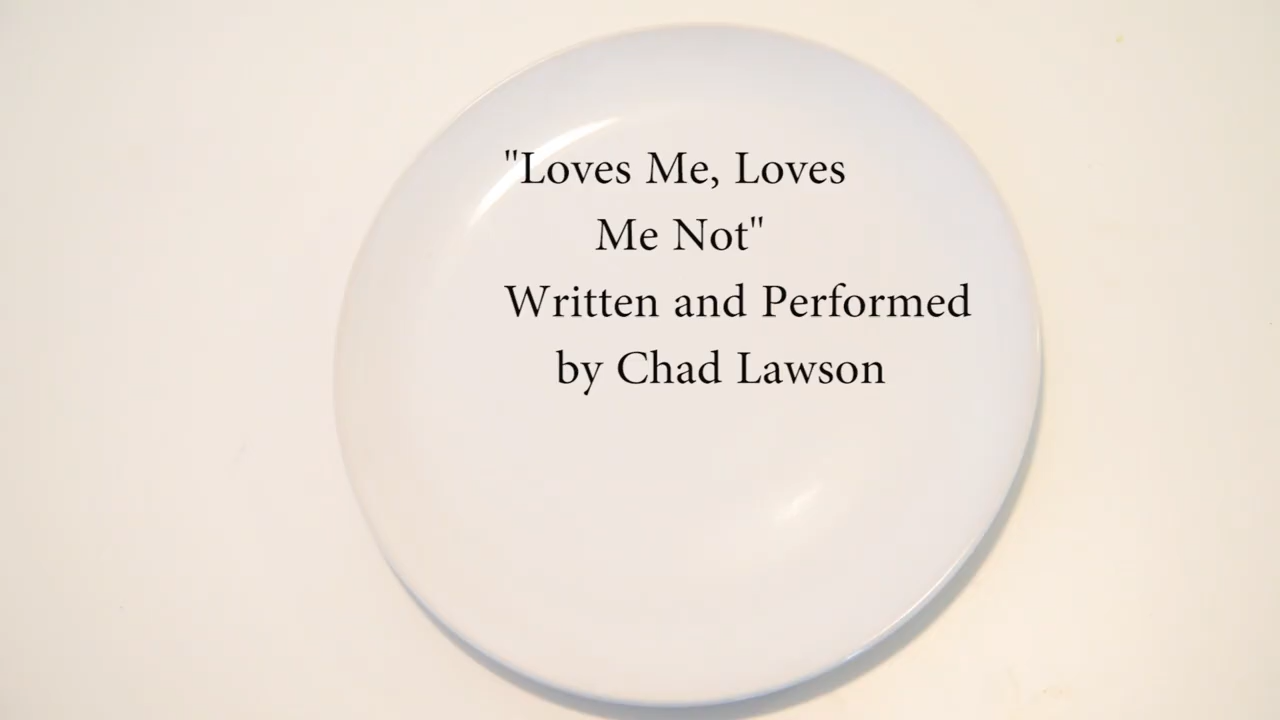 "Loves Me, Loves
Me Not"
Written and Performed
by Chad Lawson